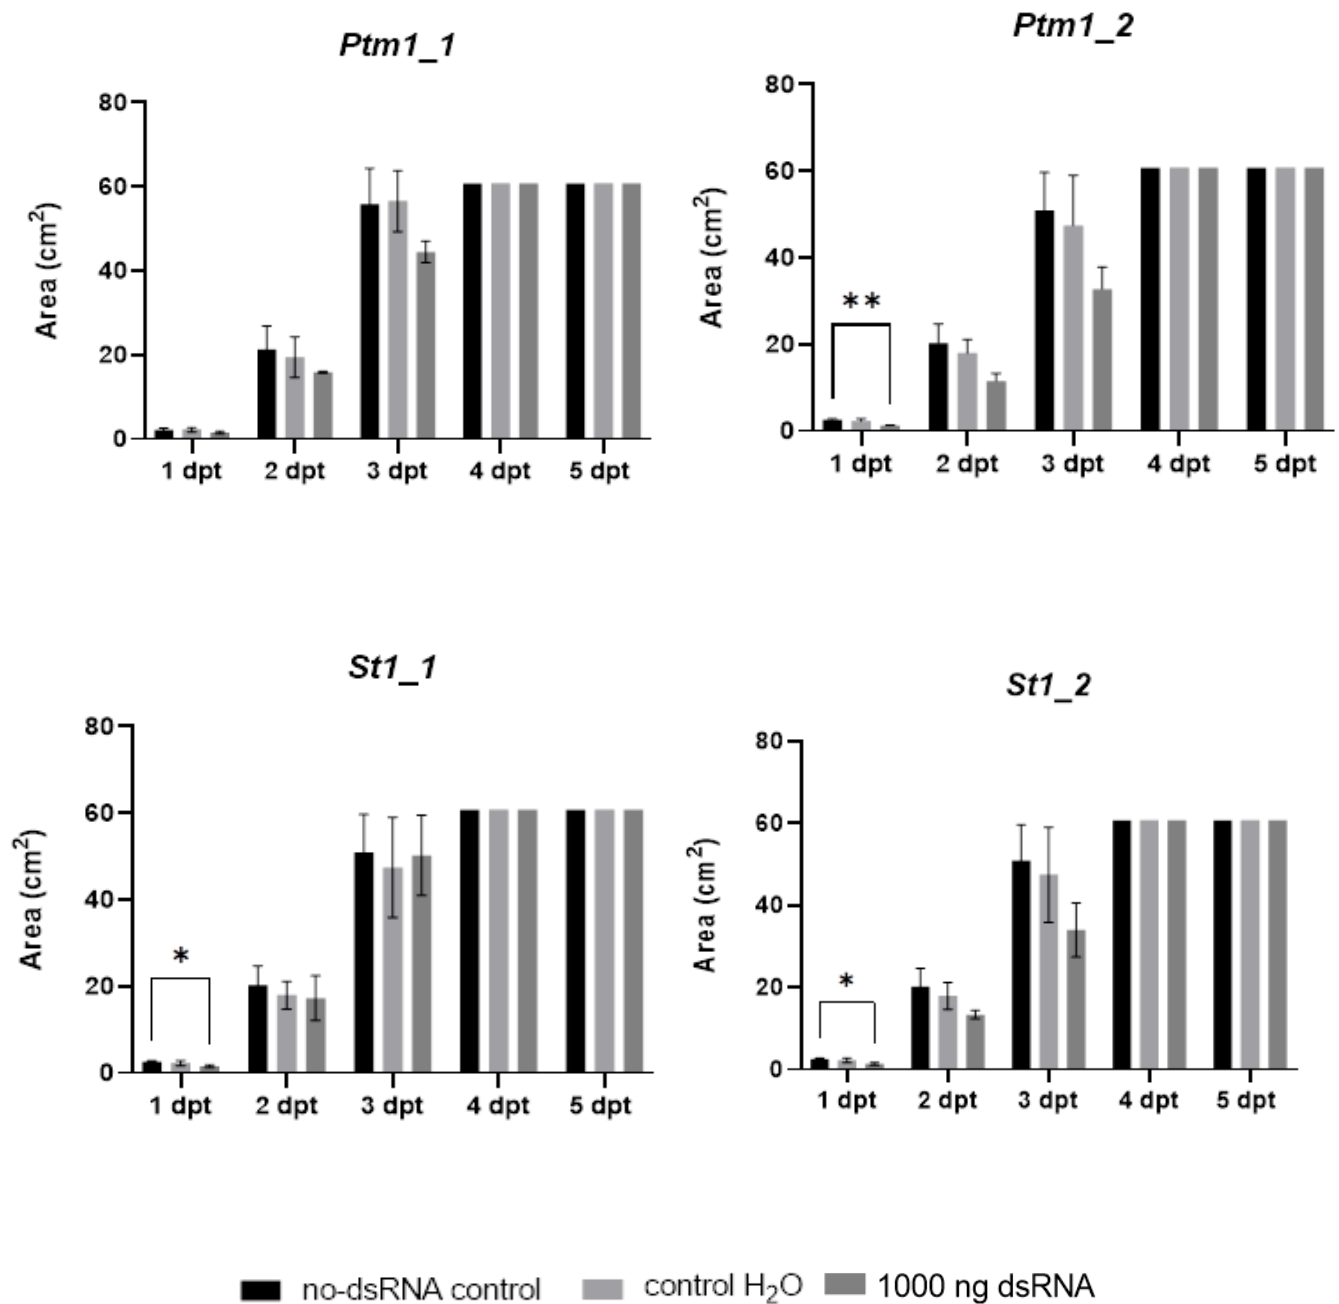 Ptm1_1
Ptm1_2
80
60
40
20
0
Area (cm²)
1 dpt 2 dpt 3 dpt 4 dpt 5 dpt
80
60
40
20
0
Area (cm²)
**
1 dpt 2 dpt 3 dpt 4 dpt 5 dpt
St1_1
St1_2
80
60
40
20
0
Area (cm²)
*
1 dpt 2 dpt 3 dpt 4 dpt 5 dpt
80
60
40
20
0
Area (cm²)
*
1 dpt 2 dpt 3 dpt 4 dpt 5 dpt
no-dsRNA control control H₂O 1000 ng dsRNA